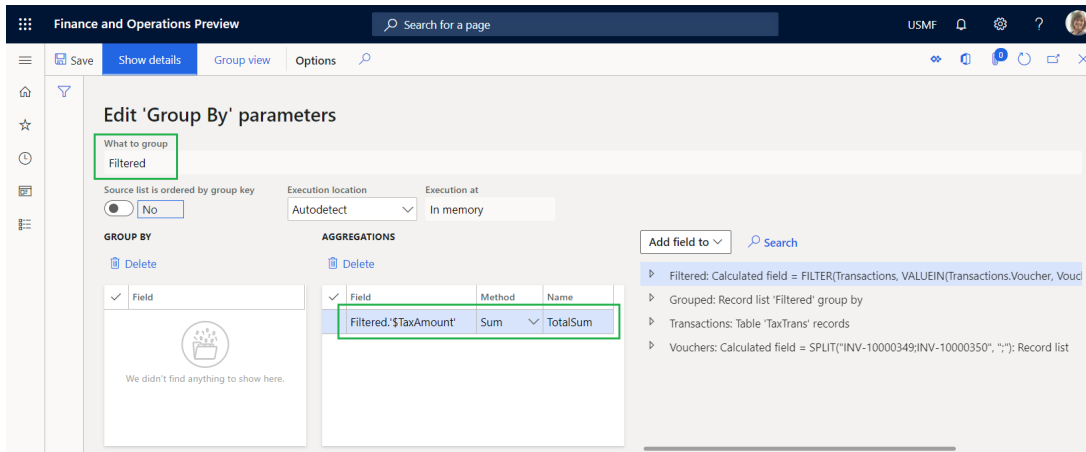 Finance and Operations Preview
Search for a page
USMF
?
Save
Show details
Group view
Options
0
Edit 'Group By' parameters
What to group
Filtered
Source list is ordered by group key
Execution location
Execution at
No
Autodetect
In memory
GROUP BY
AGGREGATIONS
Add field to
Search
Delete
Delete
Field
Field
Method
Name
Filtered.'$TaxAmount'
Sum
TotalSum
We didn't find anything to show here.
Filtered: Calculated field = FILTER(Transactions, VALUEIN(Transactions.Voucher, Vouc
Grouped: Record list 'Filtered' group by
Transactions: Table 'TaxTrans' records
Vouchers: Calculated field = SPLIT("INV-10000349;INV-10000350", ";"): Record list